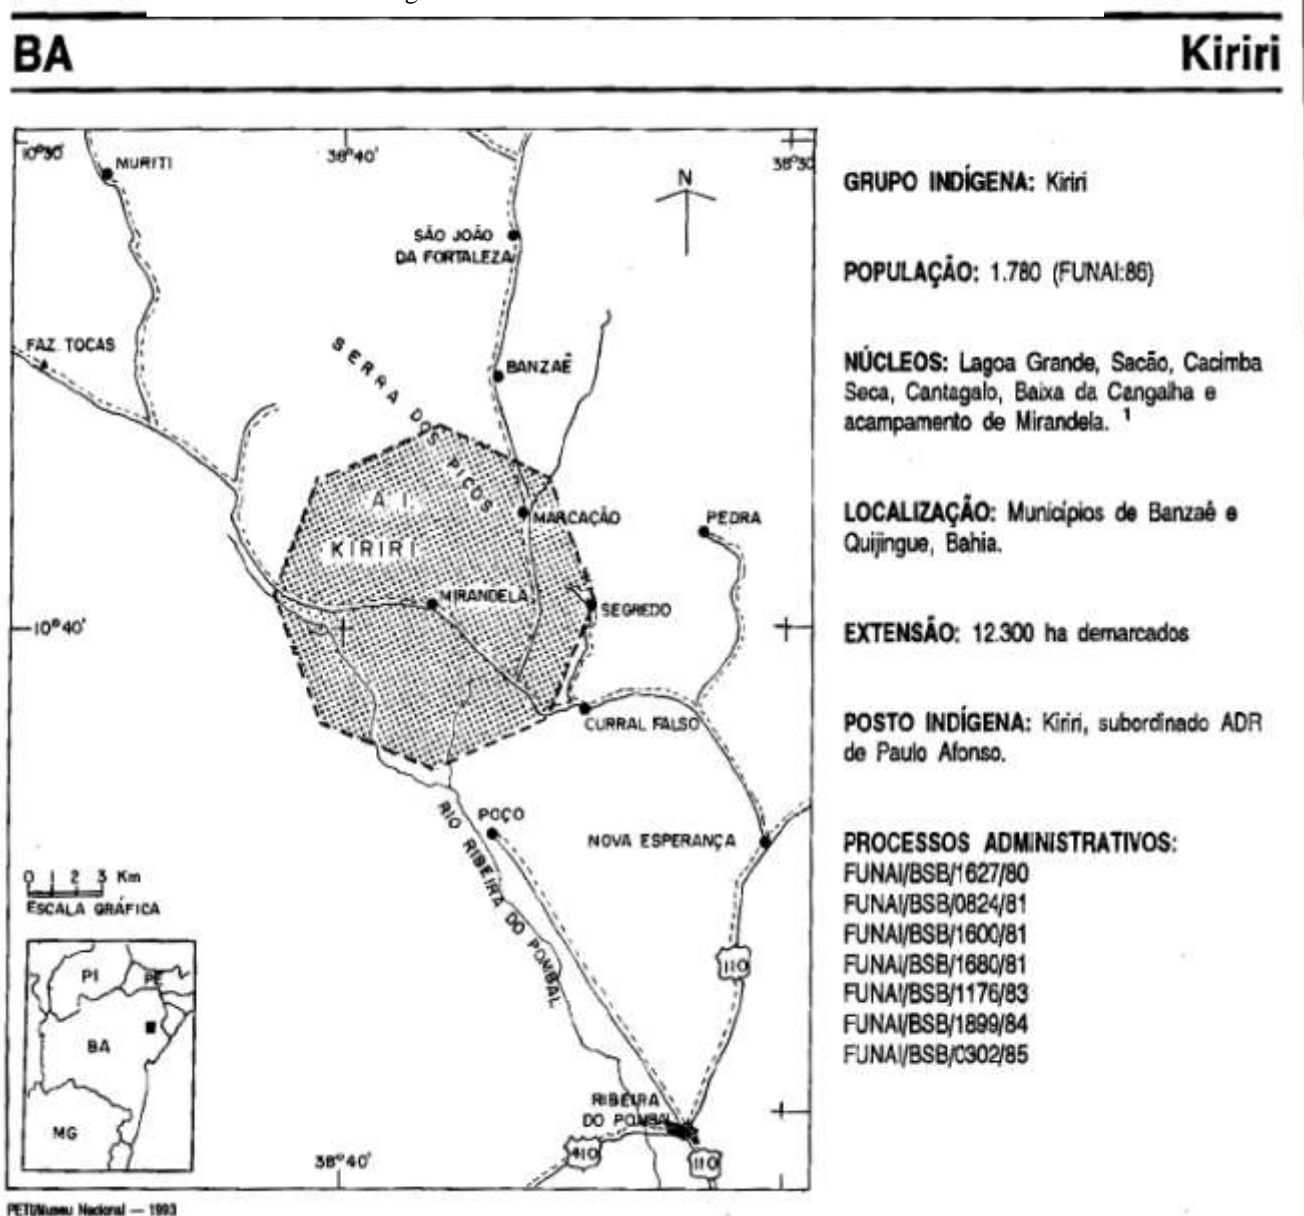 BA
Kiriri
10°30'
38°40'
38°30
MURITI
N
SÃO JOÃO
DA FORTALEZA
FAZ. TOCAS
SERRA DOS PICOS
BANZAÊ
A I.
KIRIRI
MARCAÇÃO
PEDRA
MIRANDELA
SEGREDO
10°40'
CURRAL FALSO
RIO RIBEIRA DO POMBAL
POÇO
NOVA ESPERANÇA
0 1 2 3 Km
ESCALA GRÁFICA
110
PI
PE
BA
MG
RIBEIRA
DO POMBAL
410
110
38°40'
PETI/Museu Nacional — 1993
GRUPO INDÍGENA: Kiriri
POPULAÇÃO: 1.780 (FUNAI:86)
NÚCLEOS: Lagoa Grande, Sacão, Cacimba
Seca, Cantagalo, Baixa da Cangalha e
acampamento de Mirandela. 1
LOCALIZAÇÃO: Municípios de Banzaê e
Quijingue, Bahia.
EXTENSÃO: 12.300 ha demarcados
POSTO INDÍGENA: Kiriri, subordinado ADR
de Paulo Afonso.
PROCESSOS ADMINISTRATIVOS:
FUNAI/BSB/1627/80
FUNAI/BSB/0824/81
FUNAI/BSB/1600/81
FUNAI/BSB/1680/81
FUNAI/BSB/1176/83
FUNAI/BSB/1899/84
FUNAI/BSB/0302/85